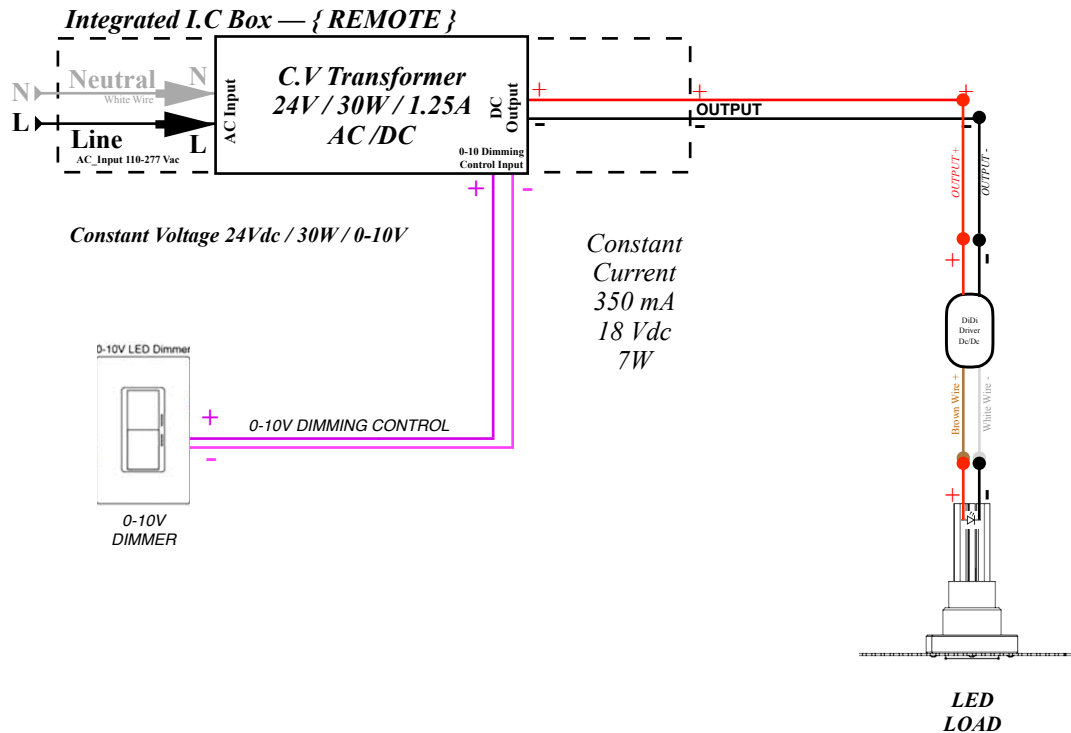 Integrated I.C Box — { REMOTE }
N
Neutral
N
White Wire
L
Line
L
AC_Input 110-277 Vac
AC Input
C.V Transformer
24V / 30W / 1.25A
AC /DC
DC
Output
+
-
0-10 Dimming
Control Input
+
-
+
OUTPUT
-
+
-
OUTPUT +
OUTPUT -
Constant Voltage 24Vdc / 30W / 0-10V
Constant
Current
350 mA
18 Vdc
7W
+
-
DiDi
Driver
Dc/Dc
Brown Wire +
White Wire -
+
-
0-10V LED Dimmer
+
0-10V DIMMING CONTROL
-
0-10V
DIMMER
LED
LOAD